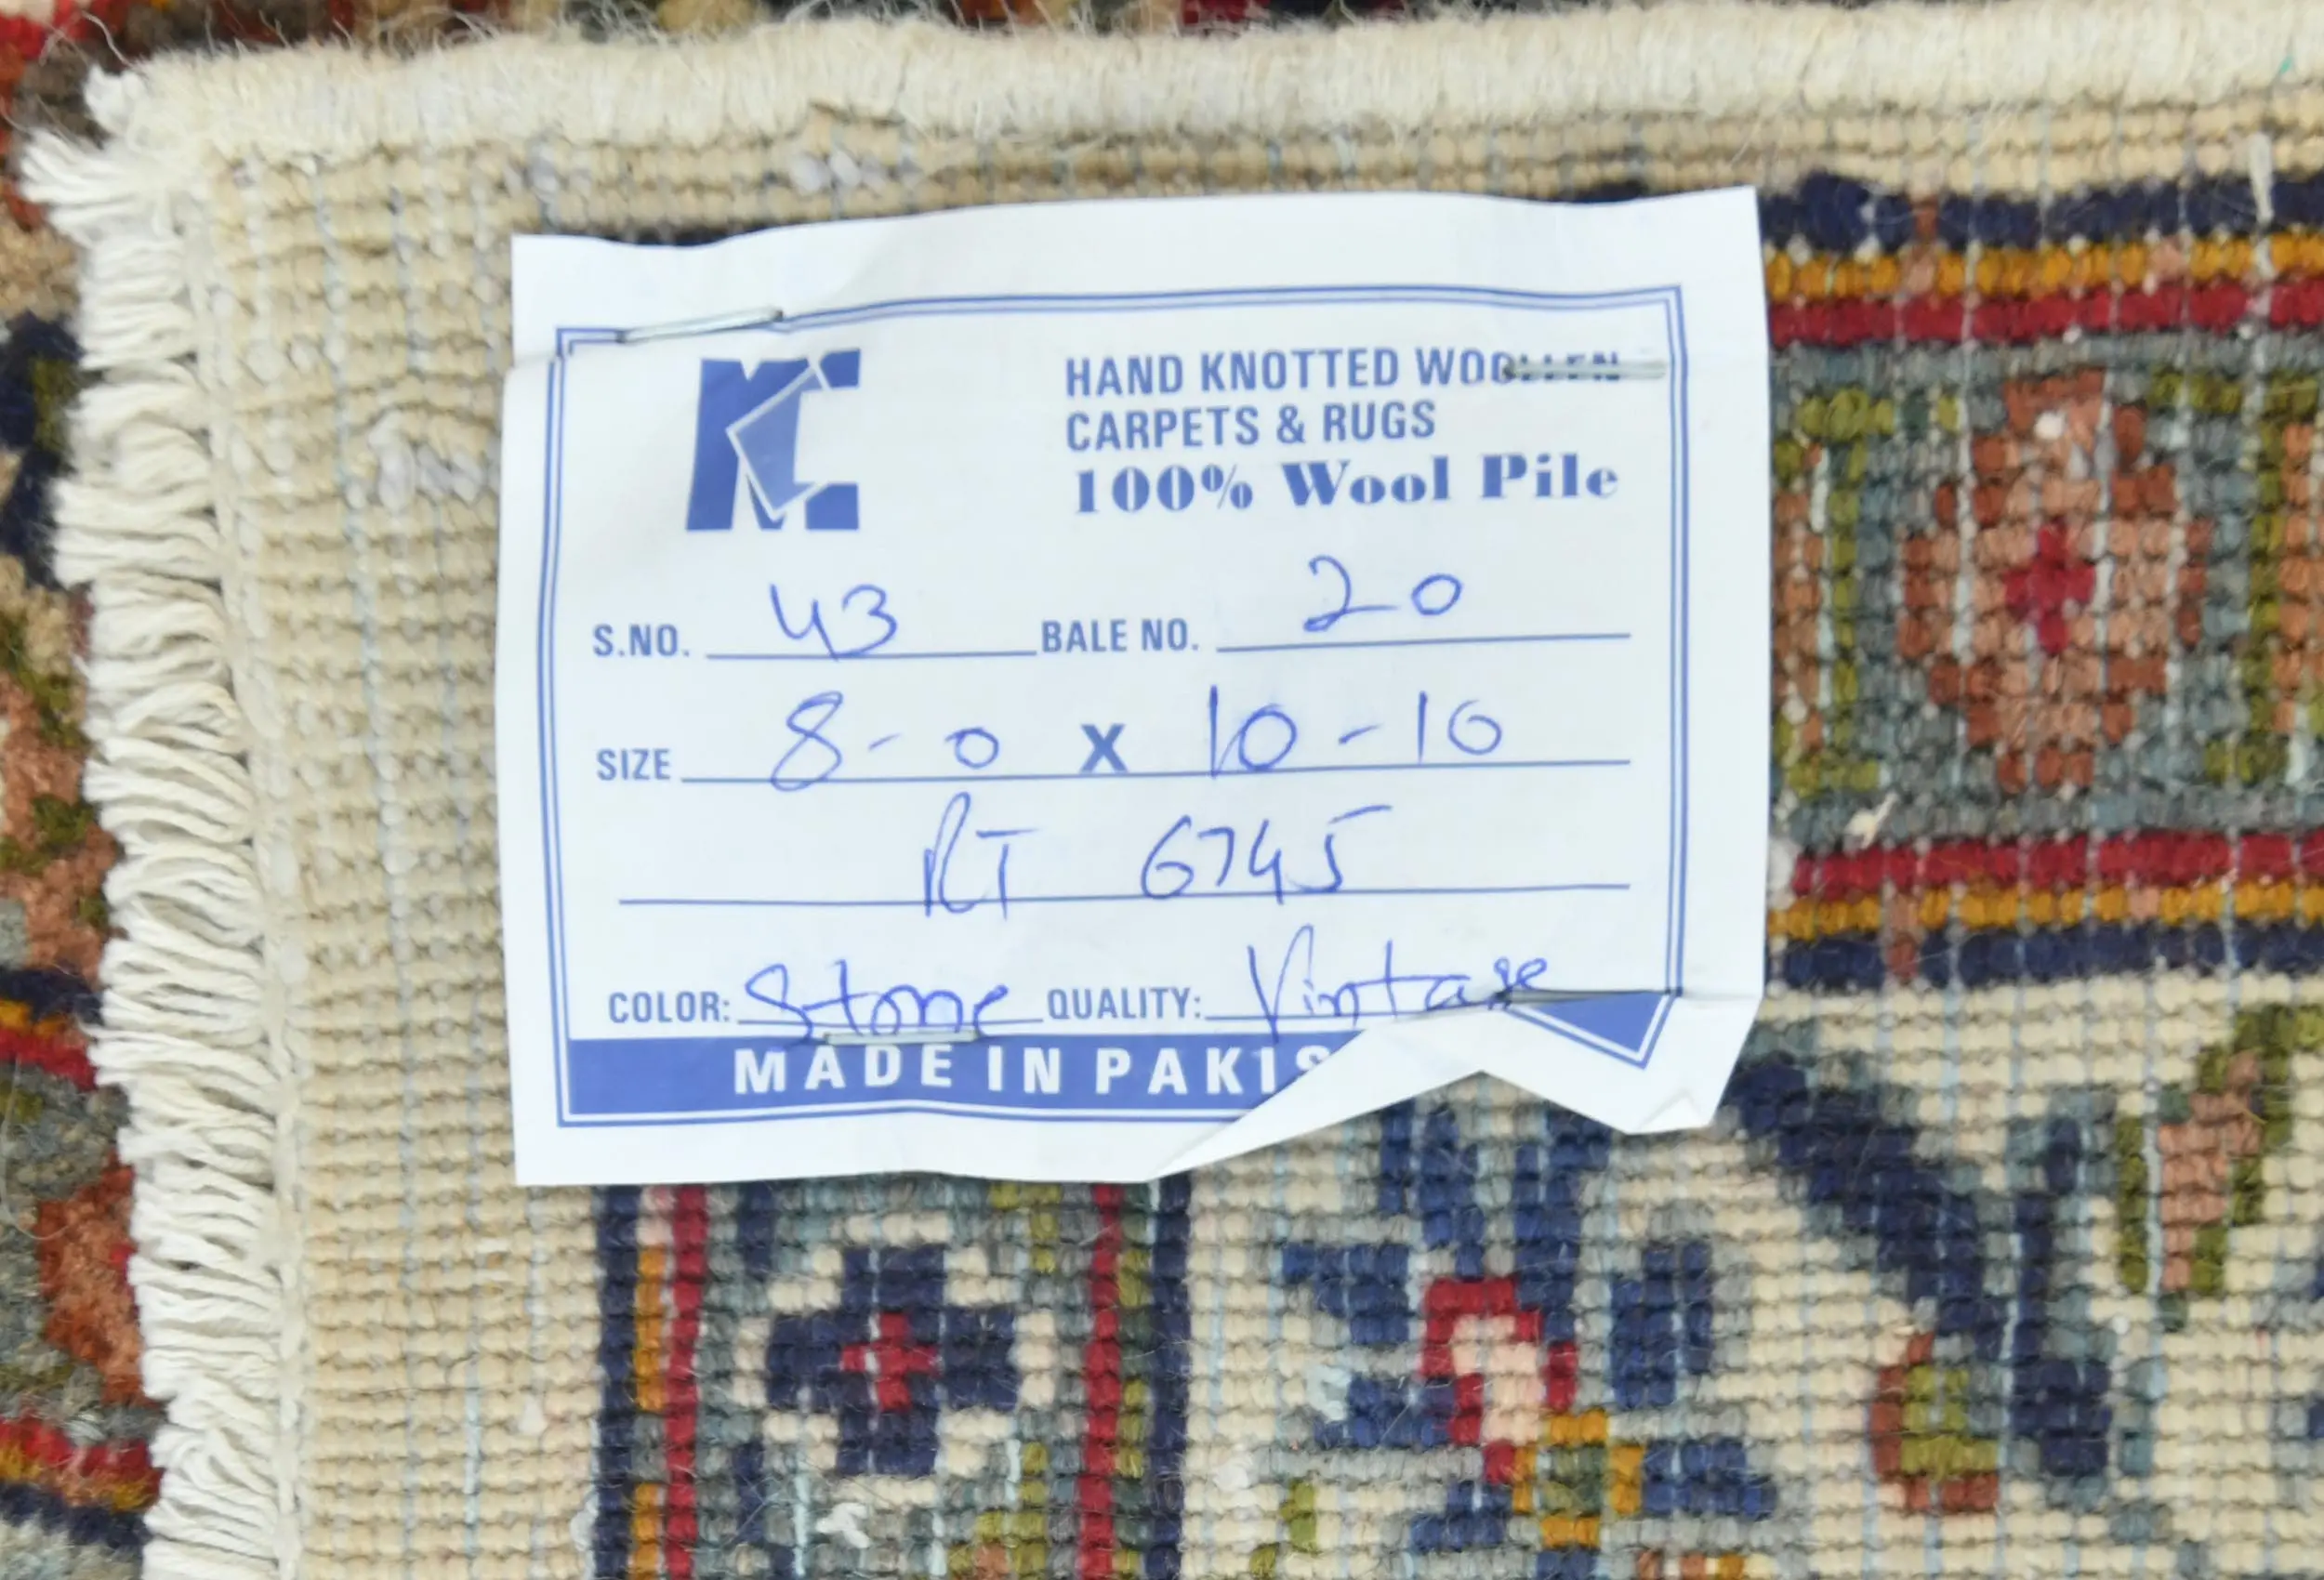 KC
HAND KNOTTED WOOLLEN
CARPETS & RUGS
100% Wool Pile
S.NO. 43 BALE NO. 20
SIZE 8-0 X 10-10
RT 6745
COLOR: Stone QUALITY: Vintage
MADE IN PAKIS